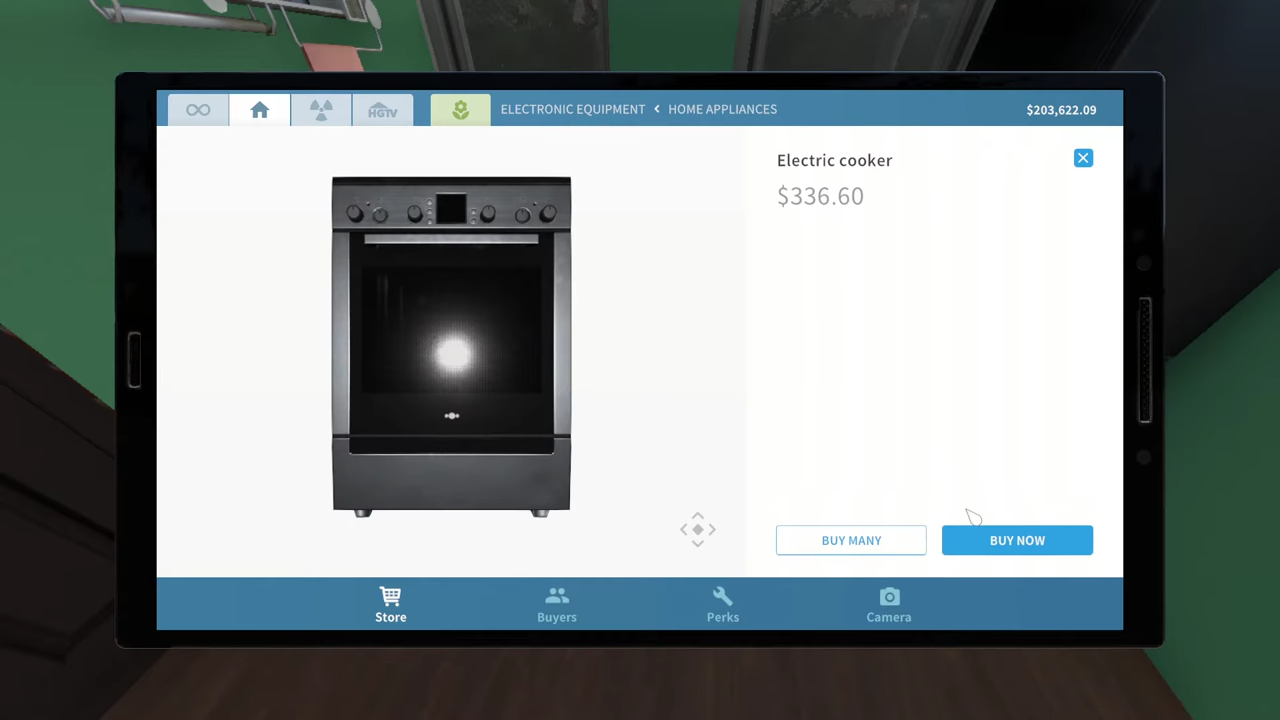 HGTV
ELECTRONIC EQUIPMENT < HOME APPLIANCES
$203,622.09
Electric cooker
$336.60
BUY MANY
BUY NOW
Store
Buyers
Perks
Camera